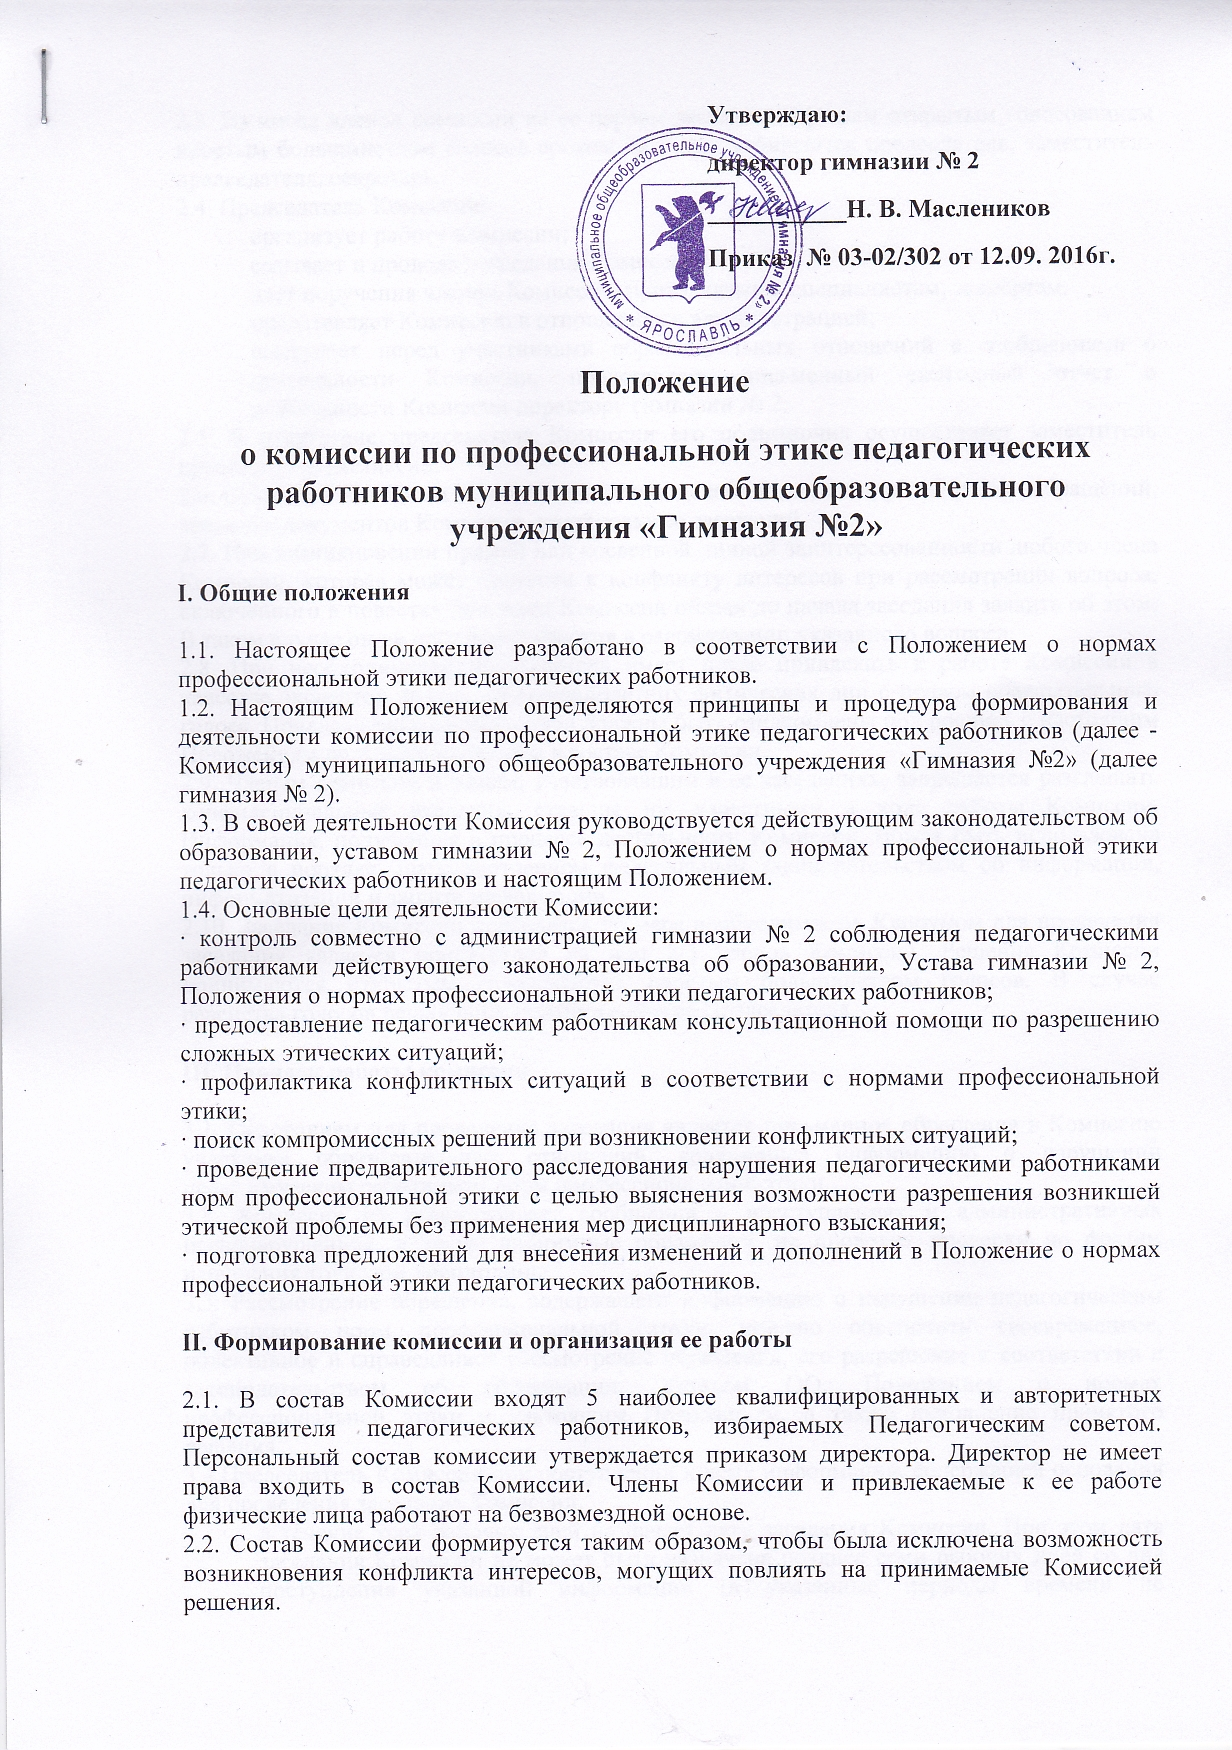 Утверждаю:
директор гимназии № 2
___________Н. В. Маслеников
Приказ № 03-02/302 от 12.09. 2016г.
муниципальное общеобразовательное учреждение «Гимназия № 2»
* ЯРОСЛАВЛЬ *
Положение
о комиссии по профессиональной этике педагогических
работников муниципального общеобразовательного
учреждения «Гимназия №2»
I. Общие положения
1.1. Настоящее Положение разработано в соответствии с Положением о нормах
профессиональной этики педагогических работников.
1.2. Настоящим Положением определяются принципы и процедура формирования и
деятельности комиссии по профессиональной этике педагогических работников (далее -
Комиссия) муниципального общеобразовательного учреждения «Гимназия №2» (далее
гимназия № 2).
1.3. В своей деятельности Комиссия руководствуется действующим законодательством об
образовании, уставом гимназии № 2, Положением о нормах профессиональной этики
педагогических работников и настоящим Положением.
1.4. Основные цели деятельности Комиссии:
· контроль совместно с администрацией гимназии № 2 соблюдения педагогическими
работниками действующего законодательства об образовании, Устава гимназии № 2,
Положения о нормах профессиональной этики педагогических работников;
· предоставление педагогическим работникам консультационной помощи по разрешению
сложных этических ситуаций;
· профилактика конфликтных ситуаций в соответствии с нормами профессиональной
этики;
· поиск компромиссных решений при возникновении конфликтных ситуаций;
· проведение предварительного расследования нарушения педагогическими работниками
норм профессиональной этики с целью выяснения возможности разрешения возникшей
этической проблемы без применения мер дисциплинарного взыскания;
· подготовка предложений для внесения изменений и дополнений в Положение о нормах
профессиональной этики педагогических работников.
II. Формирование комиссии и организация ее работы
2.1. В состав Комиссии входят 5 наиболее квалифицированных и авторитетных
представителя педагогических работников, избираемых Педагогическим советом.
Персональный состав комиссии утверждается приказом директора. Директор не имеет
права входить в состав Комиссии. Члены Комиссии и привлекаемые к ее работе
физические лица работают на безвозмездной основе.
2.2. Состав Комиссии формируется таким образом, чтобы была исключена возможность
возникновения конфликта интересов, могущих повлиять на принимаемые Комиссией
решения.